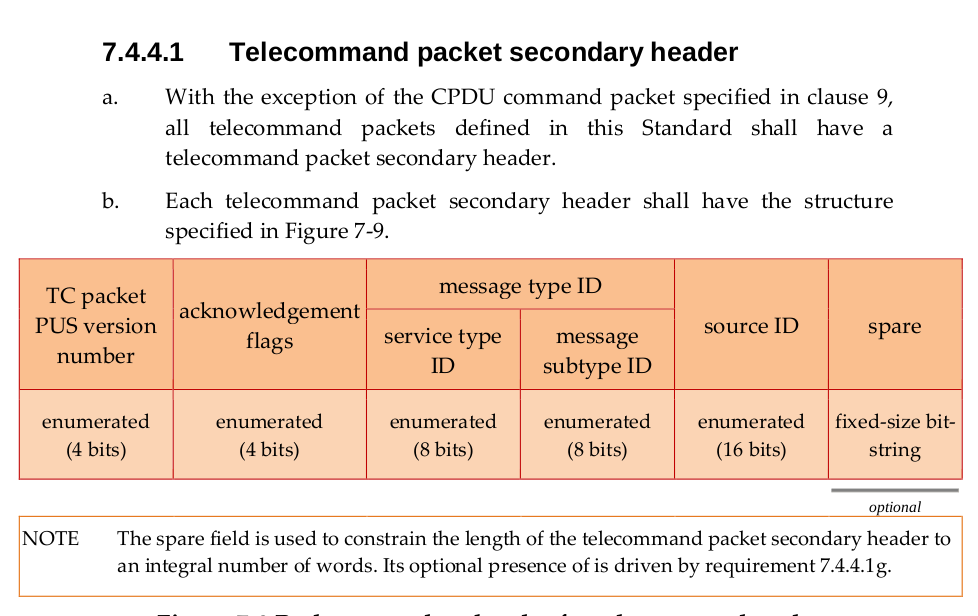 7.4.4.1 Telecommand packet secondary header
a. With the exception of the CPDU command packet specified in clause 9,
all telecommand packets defined in this Standard shall have a
telecommand packet secondary header.
b. Each telecommand packet secondary header shall have the structure
specified in Figure 7-9.
TC packet
PUS version
number
acknowledgement
flags
message type ID
service type
ID
message
subtype ID
source ID
spare
enumerated
(4 bits)
enumerated
(4 bits)
enumerated
(8 bits)
enumerated
(8 bits)
enumerated
(16 bits)
fixed-size bit-
string
optional
NOTE The spare field is used to constrain the length of the telecommand packet secondary header to
an integral number of words. Its optional presence of is driven by requirement 7.4.4.1g.